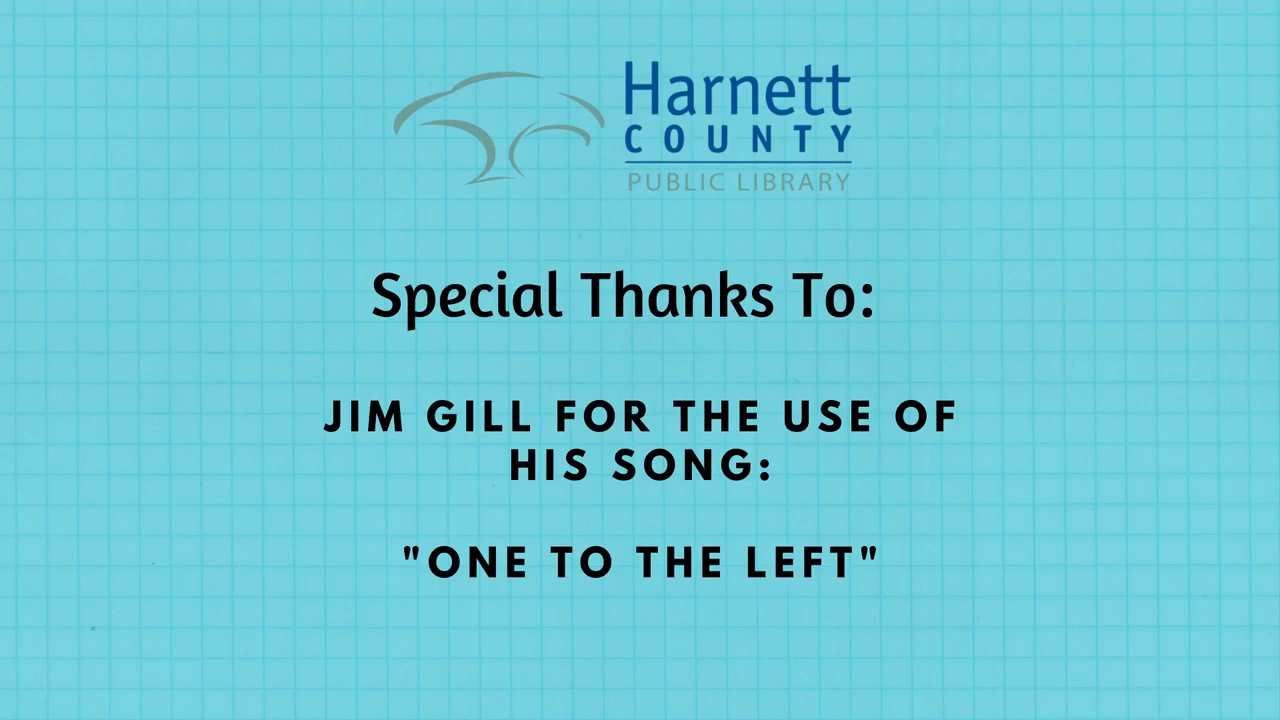 Harnett
COUNTY
PUBLIC LIBRARY
Special Thanks To:
JIM GILL FOR THE USE OF
HIS SONG:
"ONE TO THE LEFT"